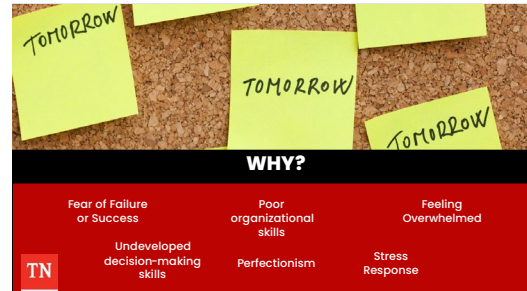 TOMORROW
TOMORROW
TOMORROW
WHY?
Fear of Failure
or Success
Poor
organizational
skills
Feeling
Overwhelmed
Undeveloped
decision-making
skills
Perfectionism
Stress
Response
TN